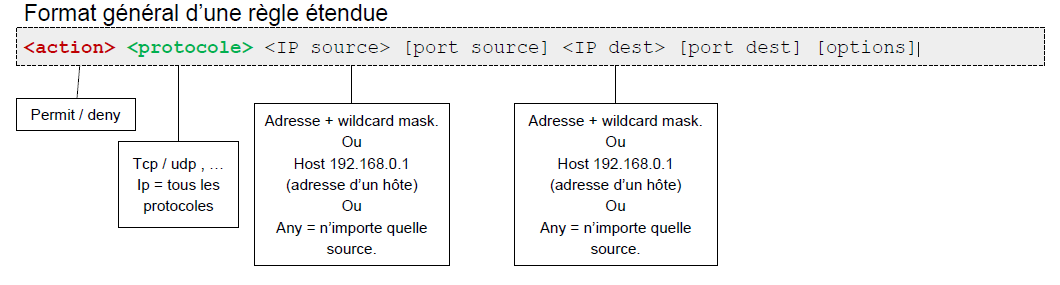 Format général d'une règle étendue
<action> <protocole> <IP source> [port source] <IP dest> [port dest] [options]
Permit / deny
Tcp / udp , …
Ip = tous les
protocoles
Adresse + wildcard mask.
Ou
Host 192.168.0.1
(adresse d'un hôte)
Ou
Any = n'importe quelle
source.
Adresse + wildcard mask.
Ou
Host 192.168.0.1
(adresse d'un hôte)
Ou
Any = n'importe quelle
source.